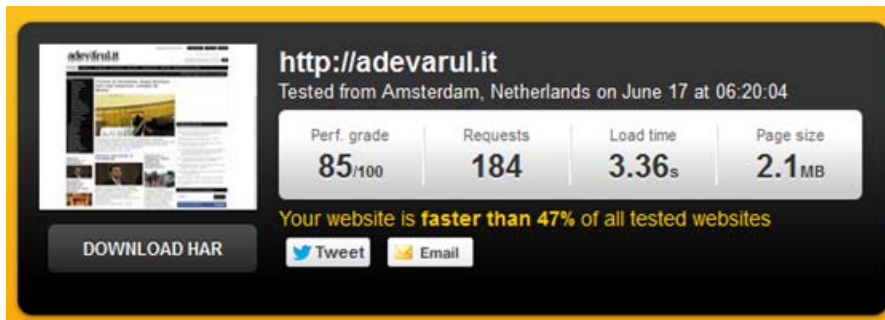 adevărul.it
http://adevarul.it
Tested from Amsterdam, Netherlands on June 17 at 06:20:04
Perf. grade Requests Load time Page size
85/100 184 3.36s 2.1MB
Your website is faster than 47% of all tested websites
DOWNLOAD HAR
Tweet Email